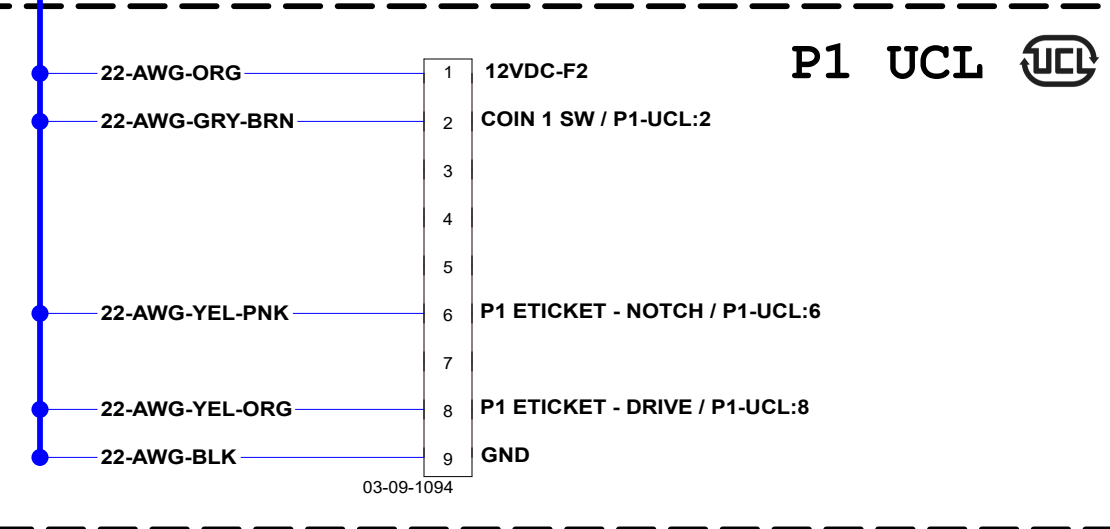 P1 UCL UCL
22-AWG-ORG 1 12VDC-F2
22-AWG-GRY-BRN 2 COIN 1 SW / P1-UCL:2
3
4
5
22-AWG-YEL-PNK 6 P1 ETICKET - NOTCH / P1-UCL:6
7
22-AWG-YEL-ORG 8 P1 ETICKET - DRIVE / P1-UCL:8
22-AWG-BLK 9 GND
03-09-1094